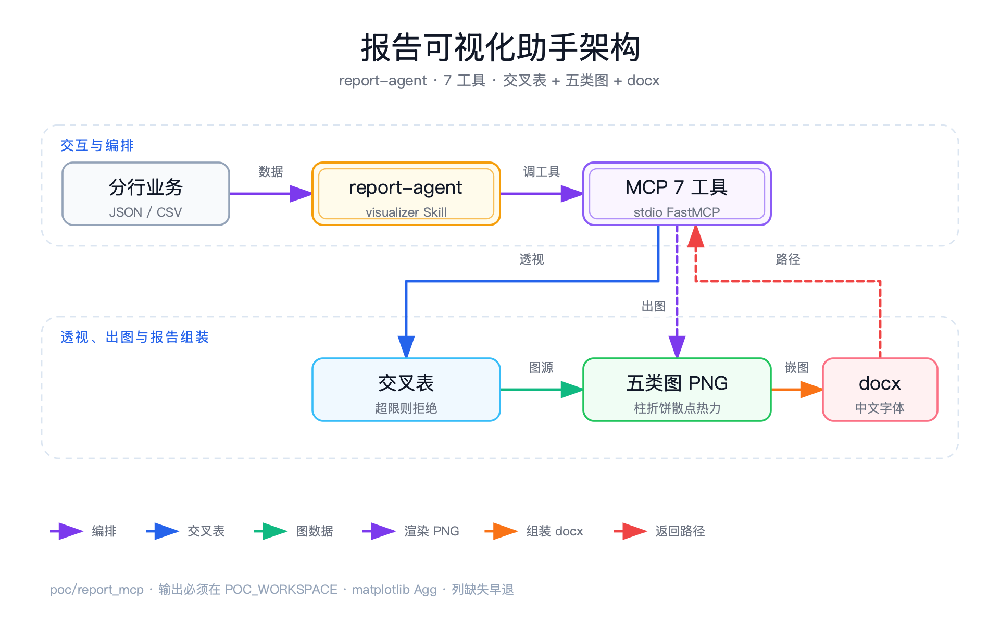 报告可视化助手架构
report-agent · 7 工具 · 交叉表 + 五类图 + docx
交互与编排
分行业务
JSON / CSV
数据
report-agent
visualizer Skill
调工具
MCP 7 工具
stdio FastMCP
透视
路径
出图
透视、出图与报告组装
交叉表
超限则拒绝
图源
五类图 PNG
柱折饼散点热力
嵌图
docx
中文字体
编排
交叉表
图数据
渲染 PNG
组装 docx
返回路径
poc/report_mcp · 输出必须在 POC_WORKSPACE · matplotlib Agg · 列缺失早退